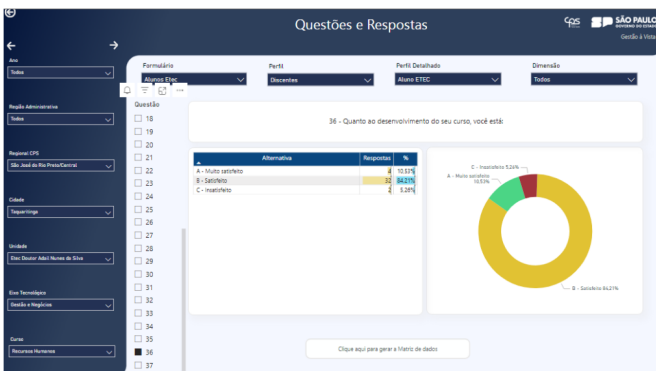 Questões e Respostas
CPS
SÃO PAULO
GOVERNO DO ESTADO
Gestão à Vista
Ano
Todos
Região Administrativa
Todos
Regional CPS
São José do Rio Preto/Central
Cidade
Taquaritinga
Unidade
Etec Doutor Adail Nunes da Silva
Eixo Tecnológico
Gestão e Negócios
Curso
Recursos Humanos
Formulário
Alunos Etec
Perfil
Discentes
Perfil Detalhado
Aluno ETEC
Dimensão
Todos
Questão
18
19
20
21
22
23
24
25
26
27
28
29
30
31
32
33
34
35
36
37
36 - Quanto ao desenvolvimento do seu curso, você está:
Alternativa Respostas %
A - Muito satisfeito 4 10,53%
B - Satisfeito 32 84,21%
C - Insatisfeito 2 5,26%
C - Insatisfeito 5,26%
A - Muito satisfeito
10,53%
B - Satisfeito 84,21%
Clique aqui para gerar a Matriz de dados